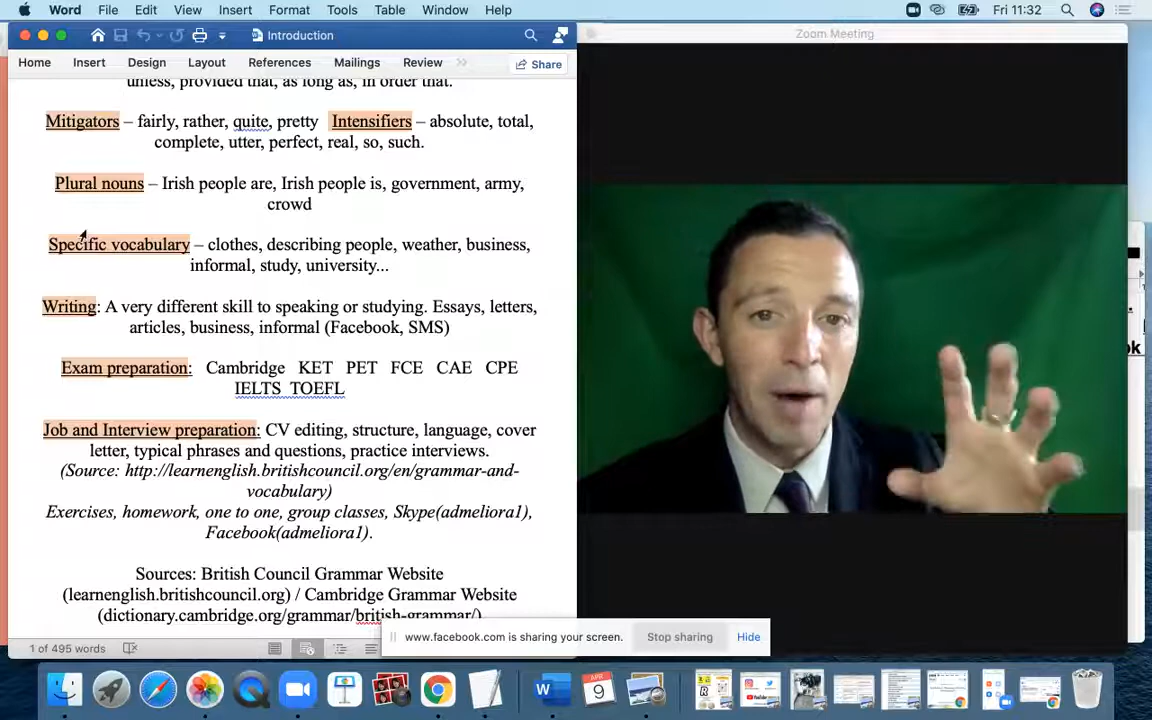 Word File Edit View Insert Format Tools Table Window Help Fri 11:32
Introduction
Zoom Meeting
Home Insert Design Layout References Mailings Review Share
unless, provided that, as long as, in order that.
Mitigators – fairly, rather, quite, pretty Intensifiers – absolute, total,
complete, utter, perfect, real, so, such.
Plural nouns – Irish people are, Irish people is, government, army,
crowd
Specific vocabulary – clothes, describing people, weather, business,
informal, study, university...
Writing: A very different skill to speaking or studying. Essays, letters,
articles, business, informal (Facebook, SMS)
Exam preparation: Cambridge KET PET FCE CAE CPE
IELTS TOEFL
Job and Interview preparation: CV editing, structure, language, cover
letter, typical phrases and questions, practice interviews.
(Source: http://learnenglish.britishcouncil.org/en/grammar-and-
vocabulary)
Exercises, homework, one to one, group classes, Skype(admeliora1),
Facebook(admeliora1).
Sources: British Council Grammar Website
(learnenglish.britishcouncil.org) / Cambridge Grammar Website
(dictionary.cambridge.org/grammar/british-grammar/)
www.facebook.com is sharing your screen. Stop sharing Hide
1 of 495 words
APR
9